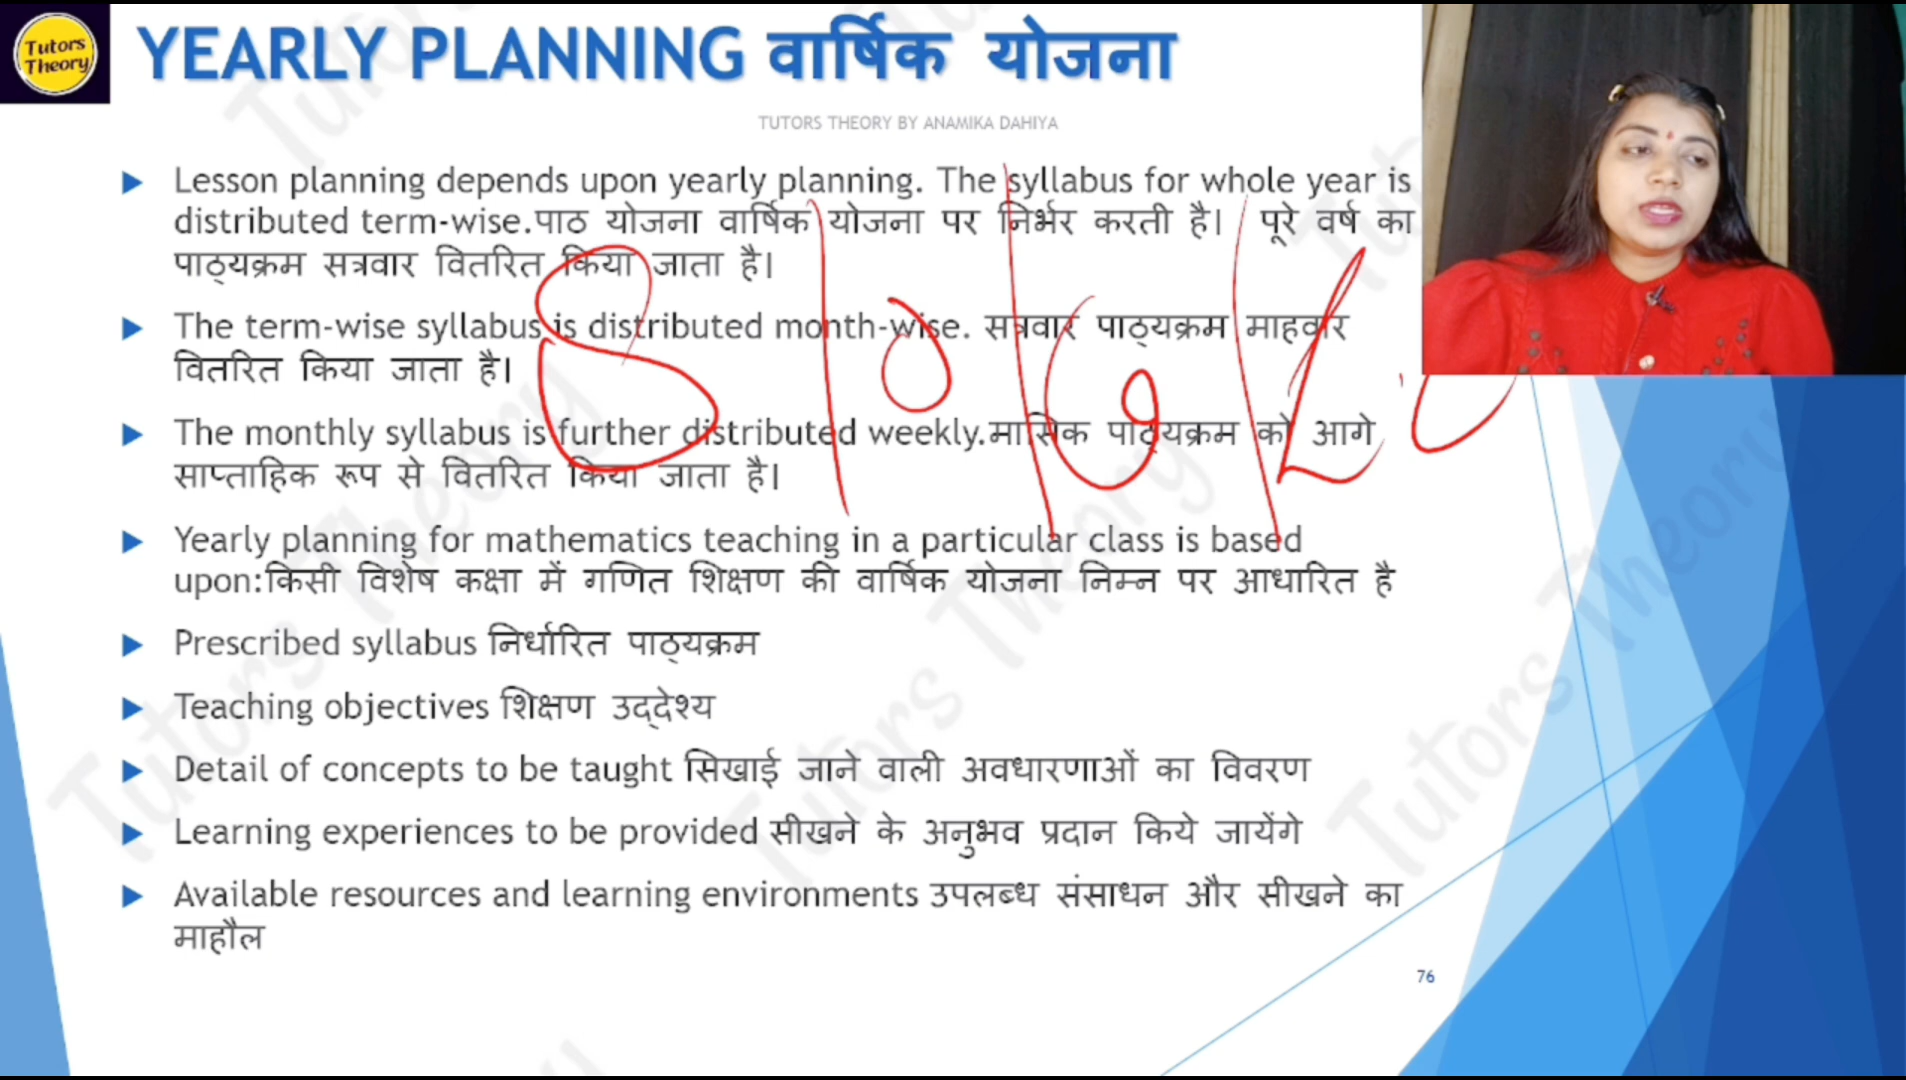 Tutors
Theory
YEARLY PLANNING वार्षिक योजना
TUTORS THEORY BY ANAMIKA DAHIYA
Lesson planning depends upon yearly planning. The syllabus for whole year is
distributed term-wise.पाठ योजना वार्षिक योजना पर निर्भर करती है। पूरे वर्ष का
पाठ्यक्रम सत्रवार वितरित किया जाता है।
The term-wise syllabus is distributed month-wise. सत्रवार पाठ्यक्रम माहवार
वितरित किया जाता है।
The monthly syllabus is further distributed weekly.मासिक पाठ्यक्रम को आगे
साप्ताहिक रूप से वितरित किया जाता है।
Yearly planning for mathematics teaching in a particular class is based
upon:किसी विशेष कक्षा में गणित शिक्षण की वार्षिक योजना निम्न पर आधारित है
Prescribed syllabus निर्धारित पाठ्यक्रम
Teaching objectives शिक्षण उद्देश्य
Detail of concepts to be taught सिखाई जाने वाली अवधारणाओं का विवरण
Learning experiences to be provided सीखने के अनुभव प्रदान किये जायेंगे
Available resources and learning environments उपलब्ध संसाधन और सीखने का
माहौल
76